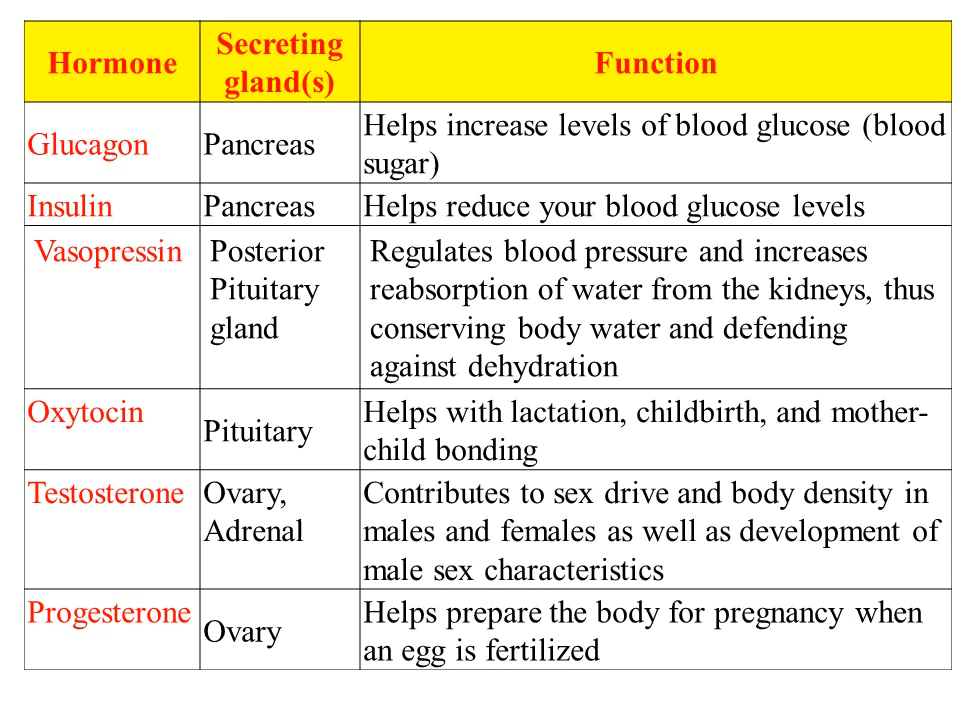 Hormone
Secreting
gland(s)
Function
Glucagon
Pancreas
Helps increase levels of blood glucose (blood
sugar)
Insulin
Pancreas
Helps reduce your blood glucose levels
Vasopressin
Posterior
Pituitary
gland
Regulates blood pressure and increases
reabsorption of water from the kidneys, thus
conserving body water and defending
against dehydration
Oxytocin
Pituitary
Helps with lactation, childbirth, and mother-
child bonding
Testosterone
Ovary,
Adrenal
Contributes to sex drive and body density in
males and females as well as development of
male sex characteristics
Progesterone
Ovary
Helps prepare the body for pregnancy when
an egg is fertilized